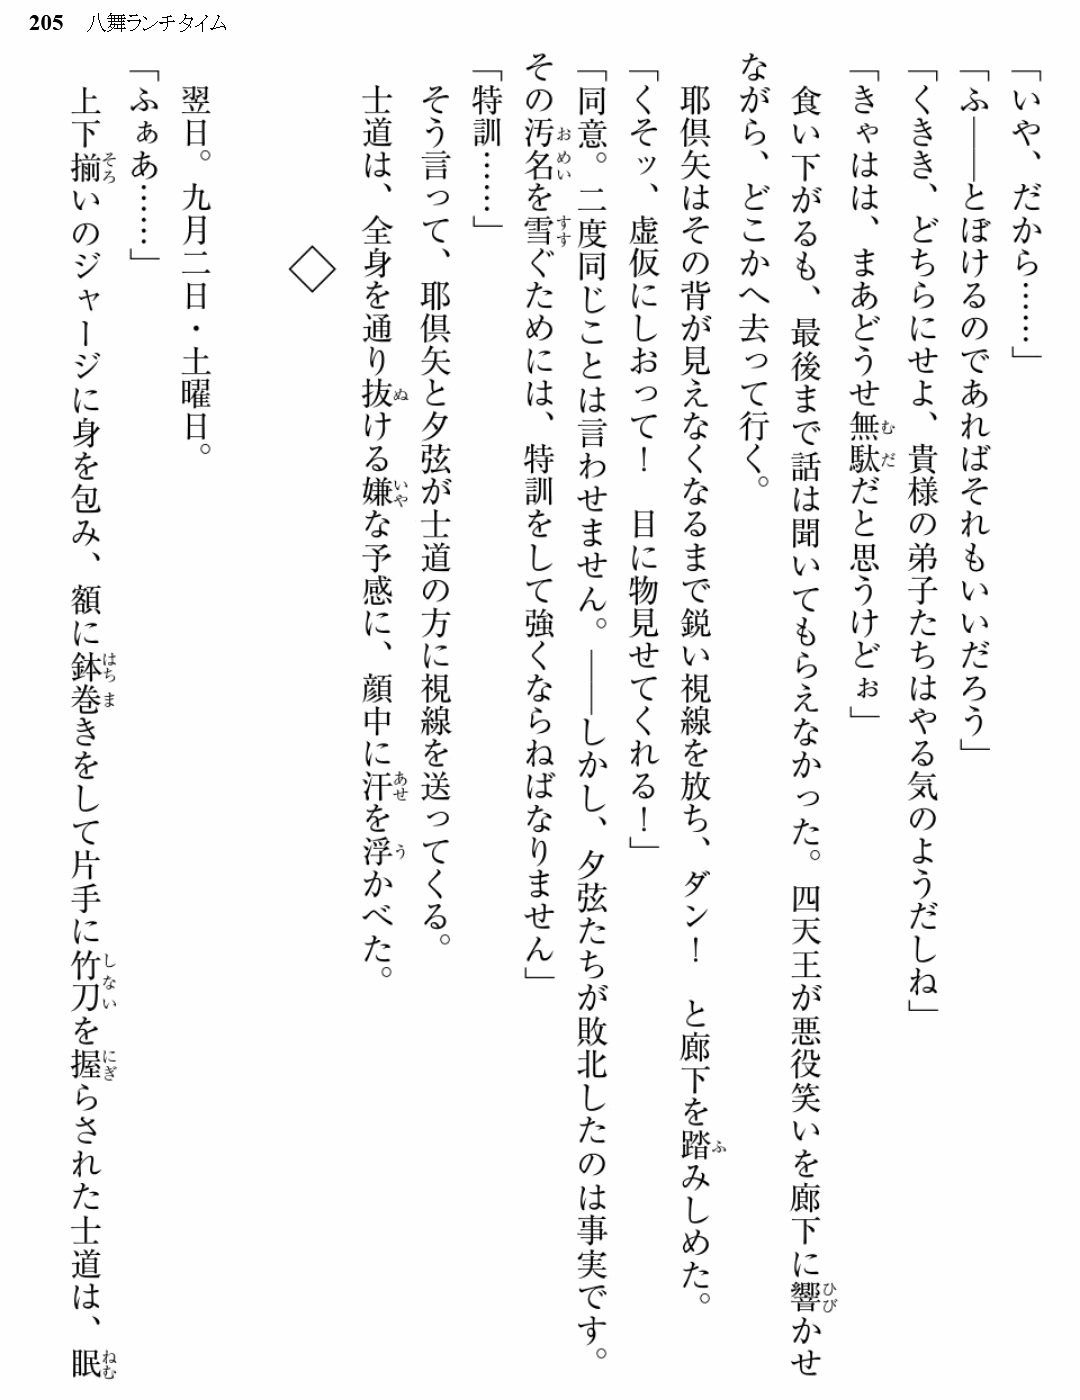 205 八舞ランチタイム
「いや、だから……」
「ふ――とぼけるのであればそれもいいだろう」
「くきき、どちらにせよ、貴様の弟子たちはやる気のようだしね」
「きゃはは、まあどうせ無駄だと思うけどぉ」
食い下がるも、最後まで話は聞いてもらえなかった。四天王が悪役笑いを廊下に響かせ
ながら、どこかへ去って行く。
耶倶矢はその背が見えなくなるまで鋭い視線を放ち、ダン！　と廊下を踏みしめた。
「くそッ、虚仮にしおって！　目に物見せてくれる！」
「同意。二度同じことは言わせません。――しかし、夕弦たちが敗北したのは事実です。
その汚名を雪ぐためには、特訓をして強くならねばなりません」
「特訓……」
そう言って、耶倶矢と夕弦が士道の方に視線を送ってくる。
士道は、全身を通り抜ける嫌な予感に、顔中に汗を浮かべた。
◇
翌日。九月二日・土曜日。
「ふぁあ……」
上下揃いのジャージに身を包み、額に鉢巻きをして片手に竹刀を握らされた士道は、眠